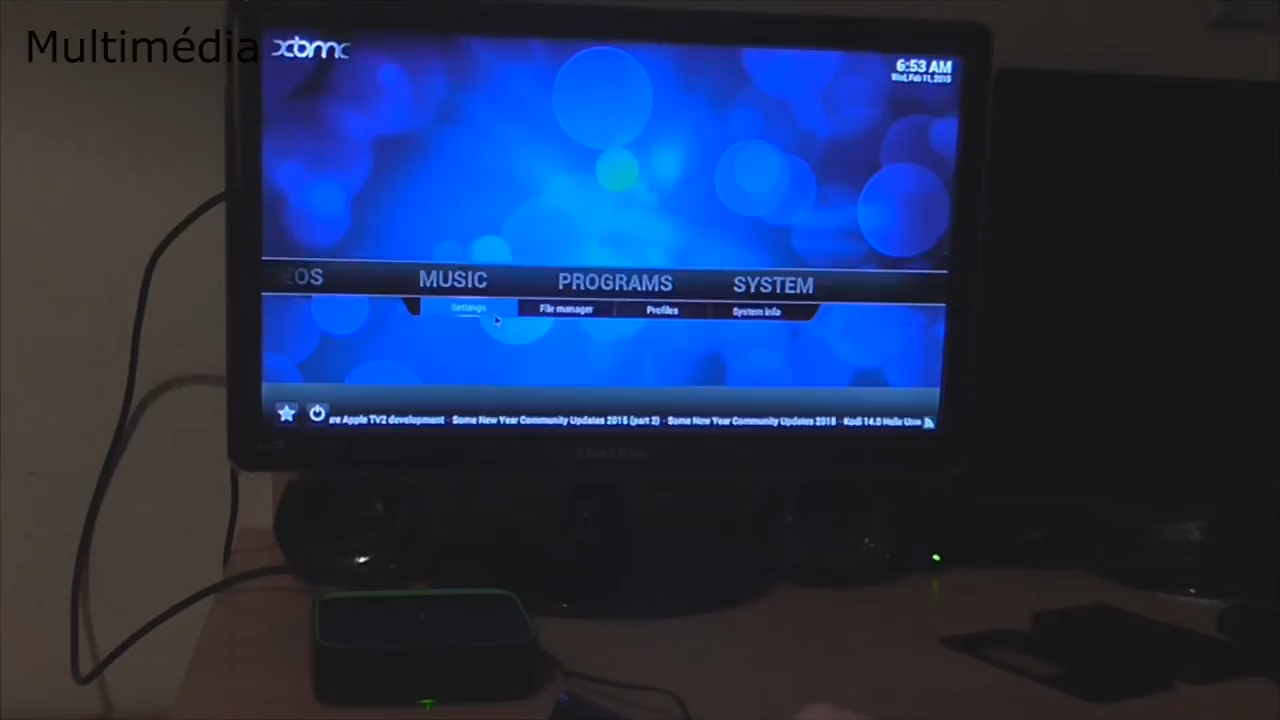 Multimédia
xbmc
6:53 AM
Wed, Feb 11, 2015
EOS MUSIC PROGRAMS SYSTEM
Settings File manager Profiles System info
re Apple TV2 development - Some New Year Community Updates 2015 (part 2) - Some New Year Community Updates 2015 - Kodi 14.0 Helix
SAMSUNG